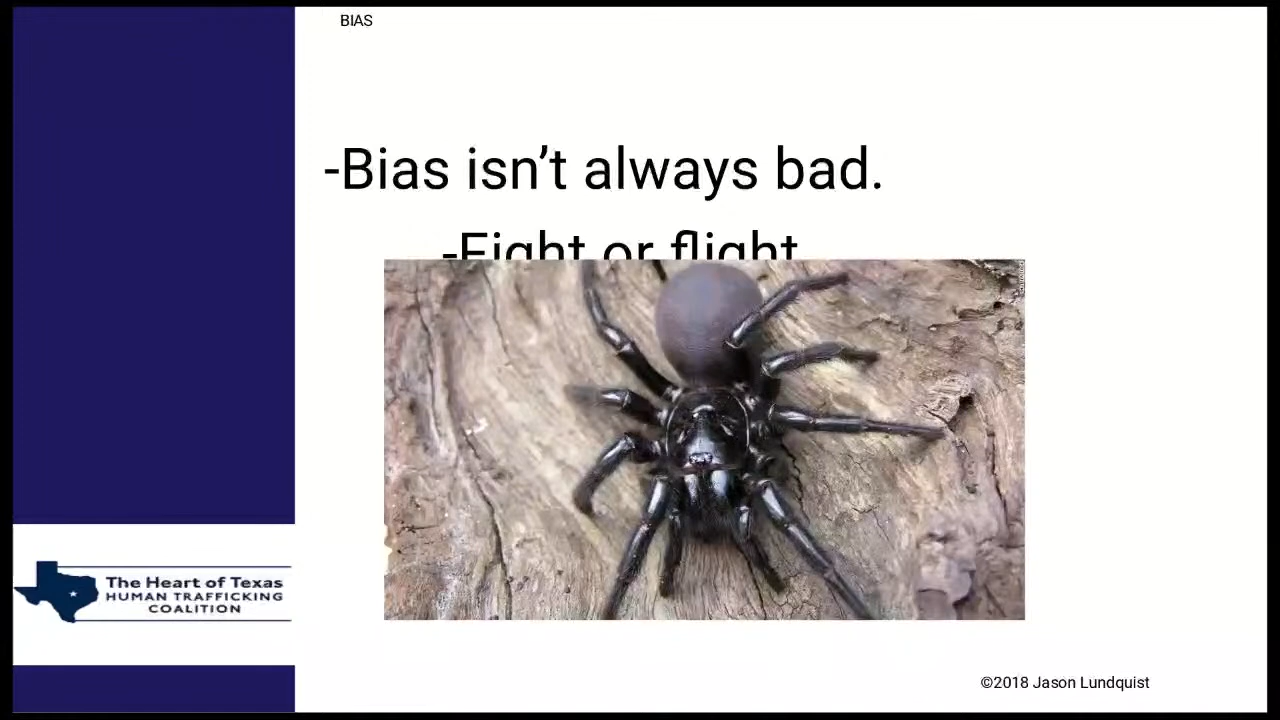 BIAS
-Bias isn’t always bad.
-Fight or flight
The Heart of Texas
HUMAN TRAFFICKING
COALITION
©2018 Jason Lundquist